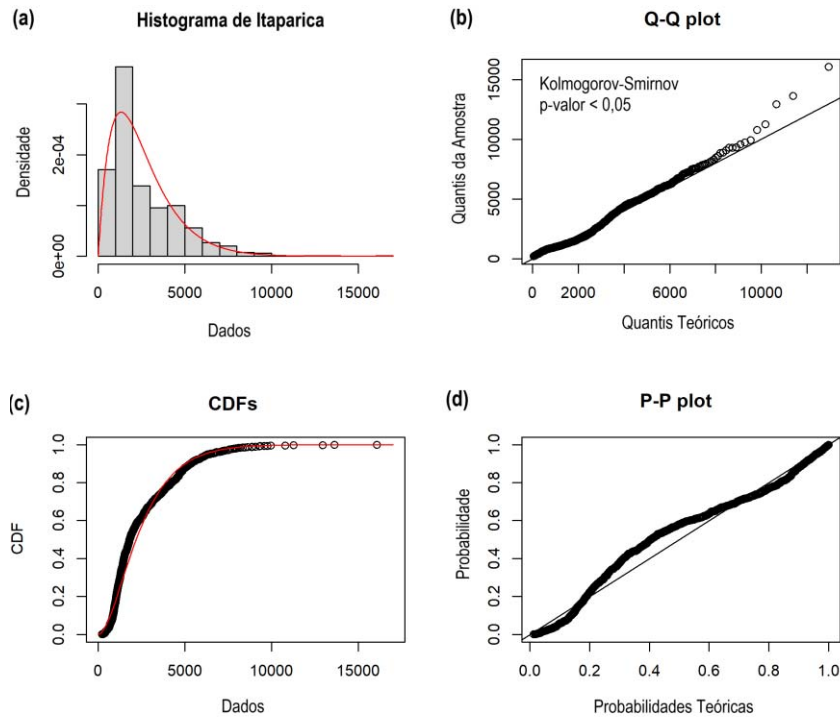 (a)
Histograma de Itaparica
Densidade
0e+00
2e-04
0
5000
10000
15000
Dados
(b)
Q-Q plot
Kolmogorov-Smirnov
p-valor < 0,05
Quantis da Amostra
0
5000
10000
15000
0
2000
6000
10000
Quantis Teóricos
(c)
CDFs
CDF
0.0
0.2
0.4
0.6
0.8
1.0
0
5000
10000
15000
Dados
(d)
P-P plot
Probabilidade
0.0
0.2
0.4
0.6
0.8
1.0
0.0
0.2
0.4
0.6
0.8
1.0
Probabilidades Teóricas